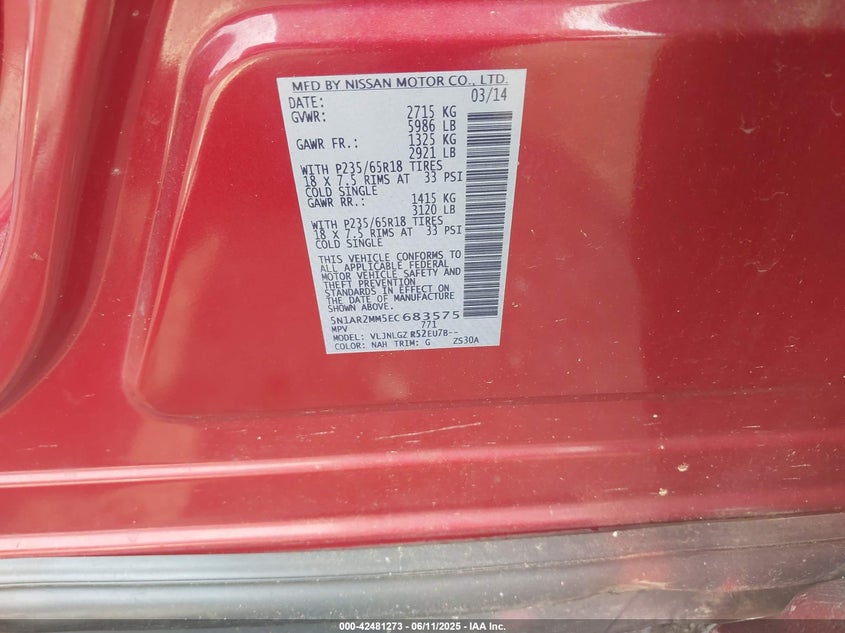 MFD BY NISSAN MOTOR CO., LTD.
DATE: 03/14
GVWR: 2715 KG
5986 LB
GAWR FR.: 1325 KG
2921 LB
WITH P235/65R18 TIRES
18 X 7.5 RIMS AT 33 PSI
COLD SINGLE
GAWR RR.: 1415 KG
3120 LB
WITH P235/65R18 TIRES
18 X 7.5 RIMS AT 33 PSI
COLD SINGLE
THIS VEHICLE CONFORMS TO
ALL APPLICABLE FEDERAL
MOTOR VEHICLE SAFETY AND
THEFT PREVENTION
STANDARDS IN EFFECT ON
THE DATE OF MANUFACTURE
5N1AR2MM5EC683575
MPV 771
MODEL: VLJNLGZ R52EU7B--
COLOR: NAH TRIM: G ZS30A
000-42481273 - 06/11/2025 - IAA Inc.